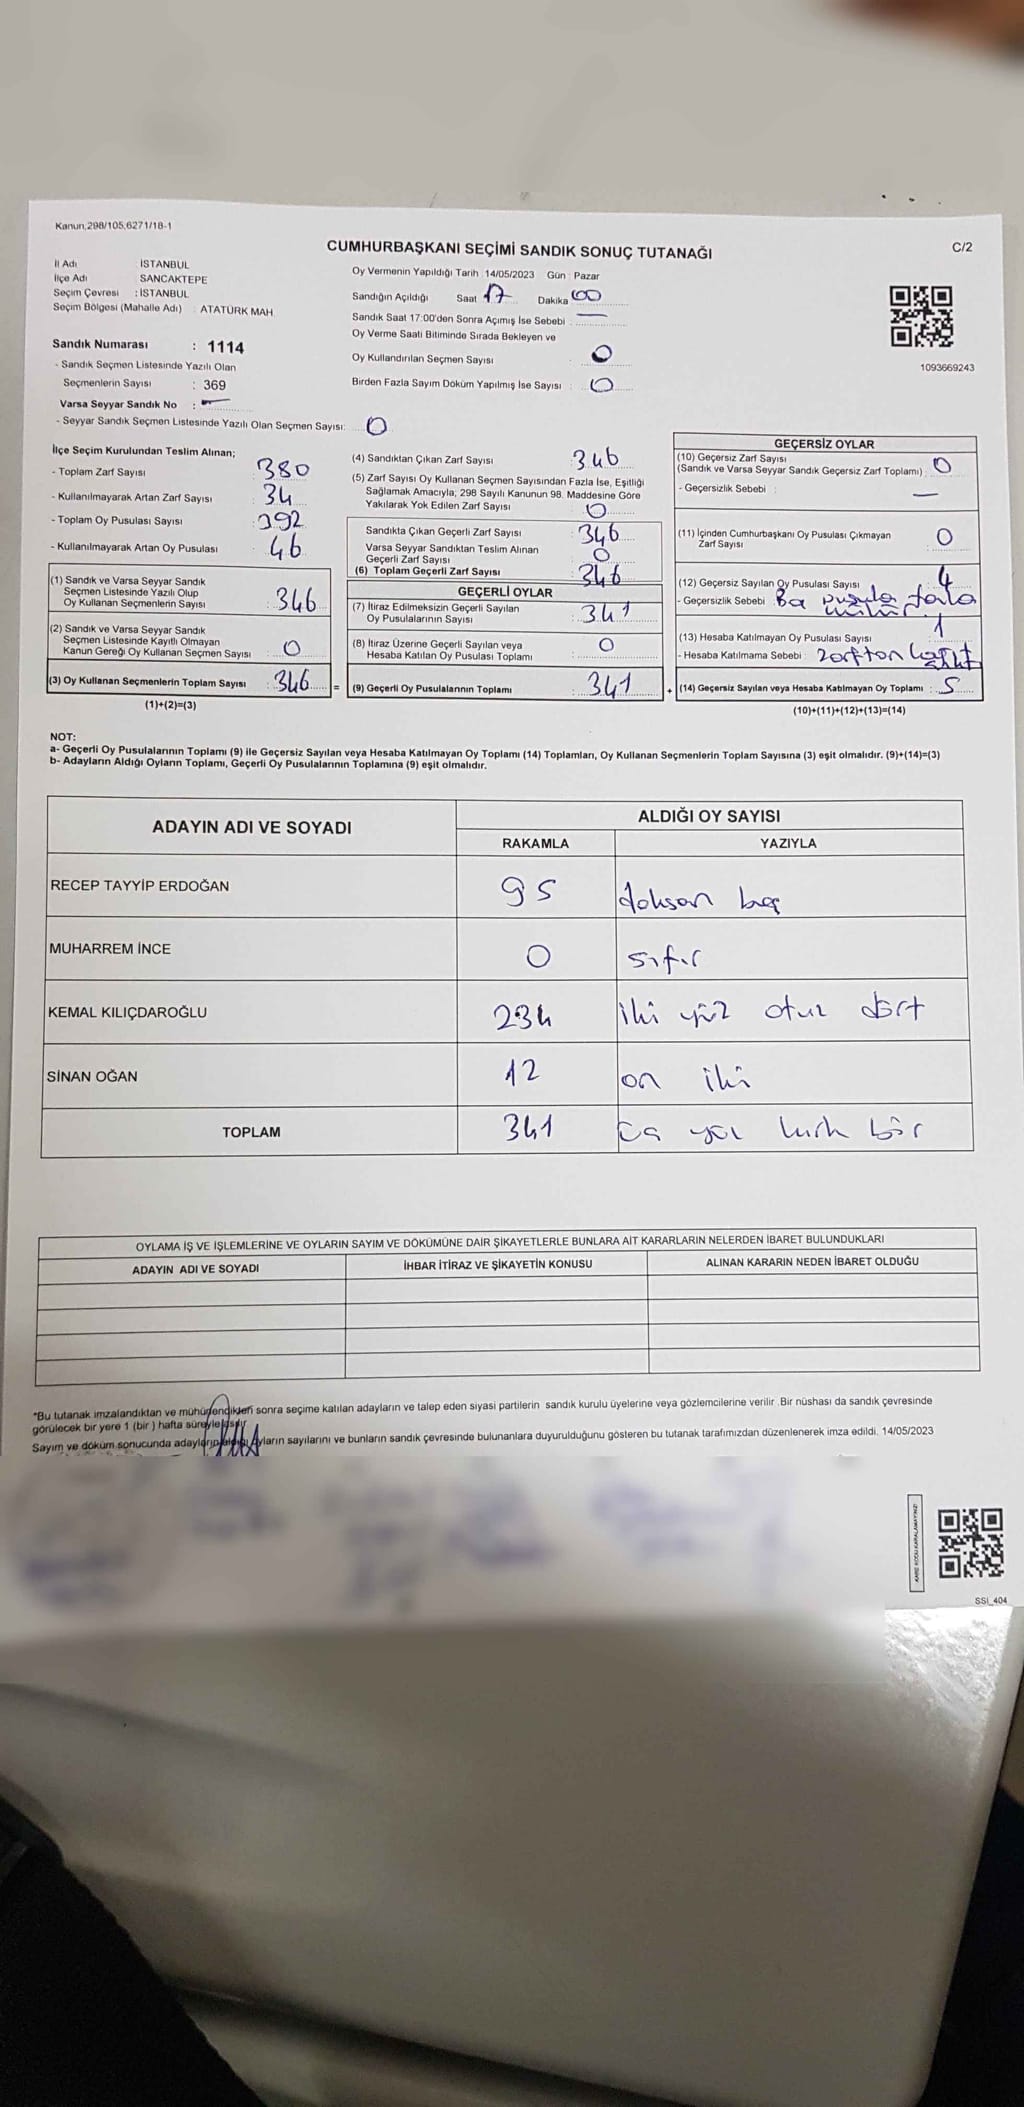 Kanun,298/105,6271/18-1
CUMHURBAŞKANI SEÇİMİ SANDIK SONUÇ TUTANAĞI
C/2
İl Adı : İSTANBUL
İlçe Adı : SANCAKTEPE
Seçim Çevresi : İSTANBUL
Seçim Bölgesi (Mahalle Adı) : ATATÜRK MAH.
Sandık Numarası : 1114
- Sandık Seçmen Listesinde Yazılı Olan
Seçmenlerin Sayısı : 369
Varsa Seyyar Sandık No : —
- Seyyar Sandık Seçmen Listesinde Yazılı Olan Seçmen Sayısı: 0
Oy Vermenin Yapıldığı Tarih : 14/05/2023 Gün : Pazar
Sandığın Açıldığı Saat 17 Dakika 00
Sandık Saat 17:00'den Sonra Açımış İse Sebebi : —
Oy Verme Saati Bitiminde Sırada Bekleyen ve
Oy Kullandırılan Seçmen Sayısı : 0
Birden Fazla Sayım Döküm Yapılmış İse Sayısı : 0
1093669243
İlçe Seçim Kurulundan Teslim Alınan;
- Toplam Zarf Sayısı : 380
- Kullanılmayarak Artan Zarf Sayısı : 34
- Toplam Oy Pusulası Sayısı : 392
- Kullanılmayarak Artan Oy Pusulası : 46
(1) Sandık ve Varsa Seyyar Sandık
Seçmen Listesinde Yazılı Olup
Oy Kullanan Seçmenlerin Sayısı : 346
(2) Sandık ve Varsa Seyyar Sandık
Seçmen Listesinde Kayıtlı Olmayan
Kanun Gereği Oy Kullanan Seçmen Sayısı : 0
(3) Oy Kullanan Seçmenlerin Toplam Sayısı : 346 =
(1)+(2)=(3)
(4) Sandıktan Çıkan Zarf Sayısı : 346
(5) Zarf Sayısı Oy Kullanan Seçmen Sayısından Fazla İse, Eşitliği
Sağlamak Amacıyla; 298 Sayılı Kanunun 98. Maddesine Göre
Yakılarak Yok Edilen Zarf Sayısı : 0
Sandıkta Çıkan Geçerli Zarf Sayısı : 346
Varsa Seyyar Sandıktan Teslim Alınan
Geçerli Zarf Sayısı : 0
(6) Toplam Geçerli Zarf Sayısı : 346
GEÇERLİ OYLAR
(7) İtiraz Edilmeksizin Geçerli Sayılan
Oy Pusulalarının Sayısı : 341
(8) İtiraz Üzerine Geçerli Sayılan veya
Hesaba Katılan Oy Pusulası Toplamı : 0
(9) Geçerli Oy Pusulalarının Toplamı : 341 +
GEÇERSİZ OYLAR
(10) Geçersiz Zarf Sayısı
(Sandık ve Varsa Seyyar Sandık Geçersiz Zarf Toplamı) : 0
- Geçersizlik Sebebi : —
(11) İçinden Cumhurbaşkanı Oy Pusulası Çıkmayan
Zarf Sayısı : 0
(12) Geçersiz Sayılan Oy Pusulası Sayısı : 4
- Geçersizlik Sebebi : pusula fazla
mühür
(13) Hesaba Katılmayan Oy Pusulası Sayısı 1
- Hesaba Katılmama Sebebi :
(14) Geçersiz Sayılan veya Hesaba Katılmayan Oy Toplamı : 5
(10)+(11)+(12)+(13)=(14)
NOT:
a- Geçerli Oy Pusulalarının Toplamı (9) ile Geçersiz Sayılan veya Hesaba Katılmayan Oy Toplamı (14) Toplamları, Oy Kullanan Seçmenlerin Toplam Sayısına (3) eşit olmalıdır. (9)+(14)=(3)
b- Adayların Aldığı Oyların Toplamı, Geçerli Oy Pusulalarının Toplamına (9) eşit olmalıdır.
ADAYIN ADI VE SOYADI
ALDIĞI OY SAYISI
RAKAMLA YAZIYLA
RECEP TAYYİP ERDOĞAN 95 doksan beş
MUHARREM İNCE 0 sıfır
KEMAL KILIÇDAROĞLU 234 iki yüz otuz dört
SİNAN OĞAN 12 on iki
TOPLAM 341 üç yüz kırk bir
OYLAMA İŞ VE İŞLEMLERİNE VE OYLARIN SAYIM VE DÖKÜMÜNE DAİR ŞİKAYETLERLE BUNLARA AİT KARARLARIN NELERDEN İBARET BULUNDUKLARI
ADAYIN ADI VE SOYADI İHBAR İTİRAZ VE ŞİKAYETİN KONUSU ALINAN KARARIN NEDEN İBARET OLDUĞU
*Bu tutanak imzalandıktan ve mühürlendikten sonra seçime katılan adayların ve talep eden siyasi partilerin sandık kurulu üyelerine veya gözlemcilerine verilir .Bir nüshası da sandık çevresinde
görülecek bir yere 1 (bir ) hafta süreyle asılır.
Sayım ve döküm sonucunda adayların aldığı oyların sayılarını ve bunların sandık çevresinde bulunanlara duyurulduğunu gösteren bu tutanak tarafımızdan düzenlenerek imza edildi. 14/05/2023
KARE KODU KARALAMAYINIZ!
SSI_404